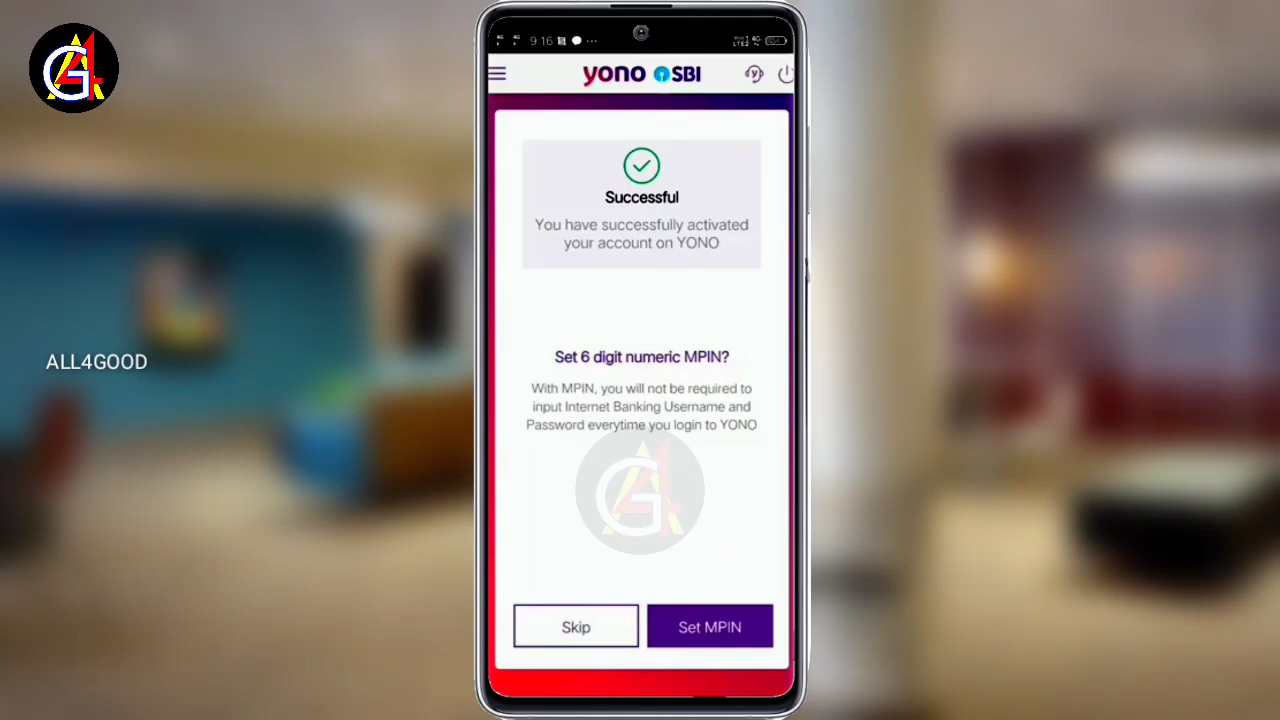 ALL4GOOD
9 16
yono SBI
Successful
You have successfully activated
your account on YONO
Set 6 digit numeric MPIN?
With MPIN, you will not be required to
input Internet Banking Username and
Password everytime you login to YONO
Skip
Set MPIN